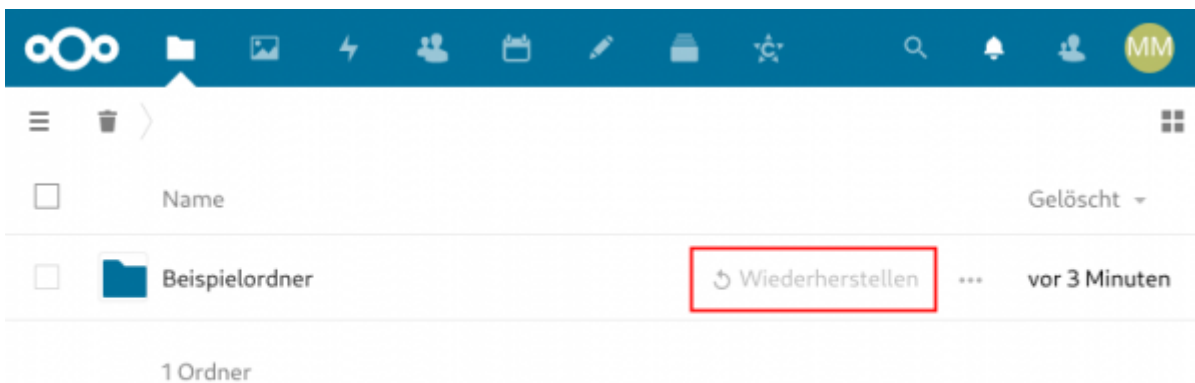 MM
Name Gelöscht
Beispielordner Wiederherstellen ... vor 3 Minuten
1 Ordner